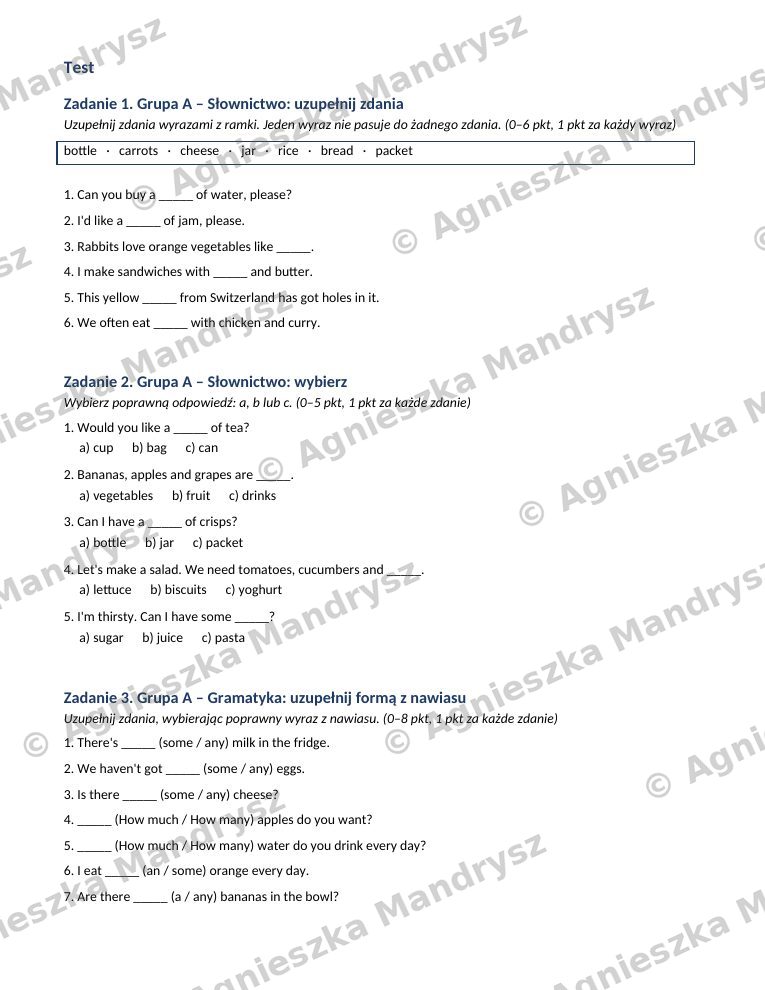 Test
Zadanie 1. Grupa A – Słownictwo: uzupełnij zdania
Uzupełnij zdania wyrazami z ramki. Jeden wyraz nie pasuje do żadnego zdania. (0–6 pkt, 1 pkt za każdy wyraz)
bottle · carrots · cheese · jar · rice · bread · packet
1. Can you buy a _____ of water, please?
2. I'd like a _____ of jam, please.
3. Rabbits love orange vegetables like _____.
4. I make sandwiches with _____ and butter.
5. This yellow _____ from Switzerland has got holes in it.
6. We often eat _____ with chicken and curry.
Zadanie 2. Grupa A – Słownictwo: wybierz
Wybierz poprawną odpowiedź: a, b lub c. (0–5 pkt, 1 pkt za każde zdanie)
1. Would you like a _____ of tea?
a) cup b) bag c) can
2. Bananas, apples and grapes are _____.
a) vegetables b) fruit c) drinks
3. Can I have a _____ of crisps?
a) bottle b) jar c) packet
4. Let's make a salad. We need tomatoes, cucumbers and _____.
a) lettuce b) biscuits c) yoghurt
5. I'm thirsty. Can I have some _____?
a) sugar b) juice c) pasta
Zadanie 3. Grupa A – Gramatyka: uzupełnij formą z nawiasu
Uzupełnij zdania, wybierając poprawny wyraz z nawiasu. (0–8 pkt, 1 pkt za każde zdanie)
1. There's _____ (some / any) milk in the fridge.
2. We haven't got _____ (some / any) eggs.
3. Is there _____ (some / any) cheese?
4. _____ (How much / How many) apples do you want?
5. _____ (How much / How many) water do you drink every day?
6. I eat _____ (an / some) orange every day.
7. Are there _____ (a / any) bananas in the bowl?
© Agnieszka Mandrysz